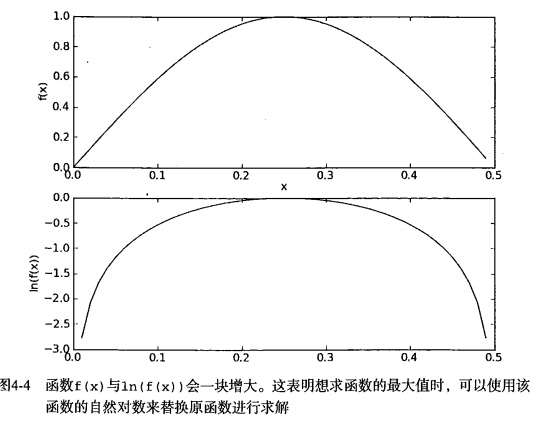 1.0
0.8
0.6
0.4
0.2
0.0
f(x)
0.0 0.1 0.2 0.3 0.4 0.5
x
0.0
-0.5
-1.0
-1.5
-2.0
-2.5
-3.0
ln(f(x))
0.0 0.1 0.2 0.3 0.4 0.5
图4-4 函数f(x)与ln(f(x))会一块增大。这表明想求函数的最大值时，可以使用该
函数的自然对数来替换原函数进行求解